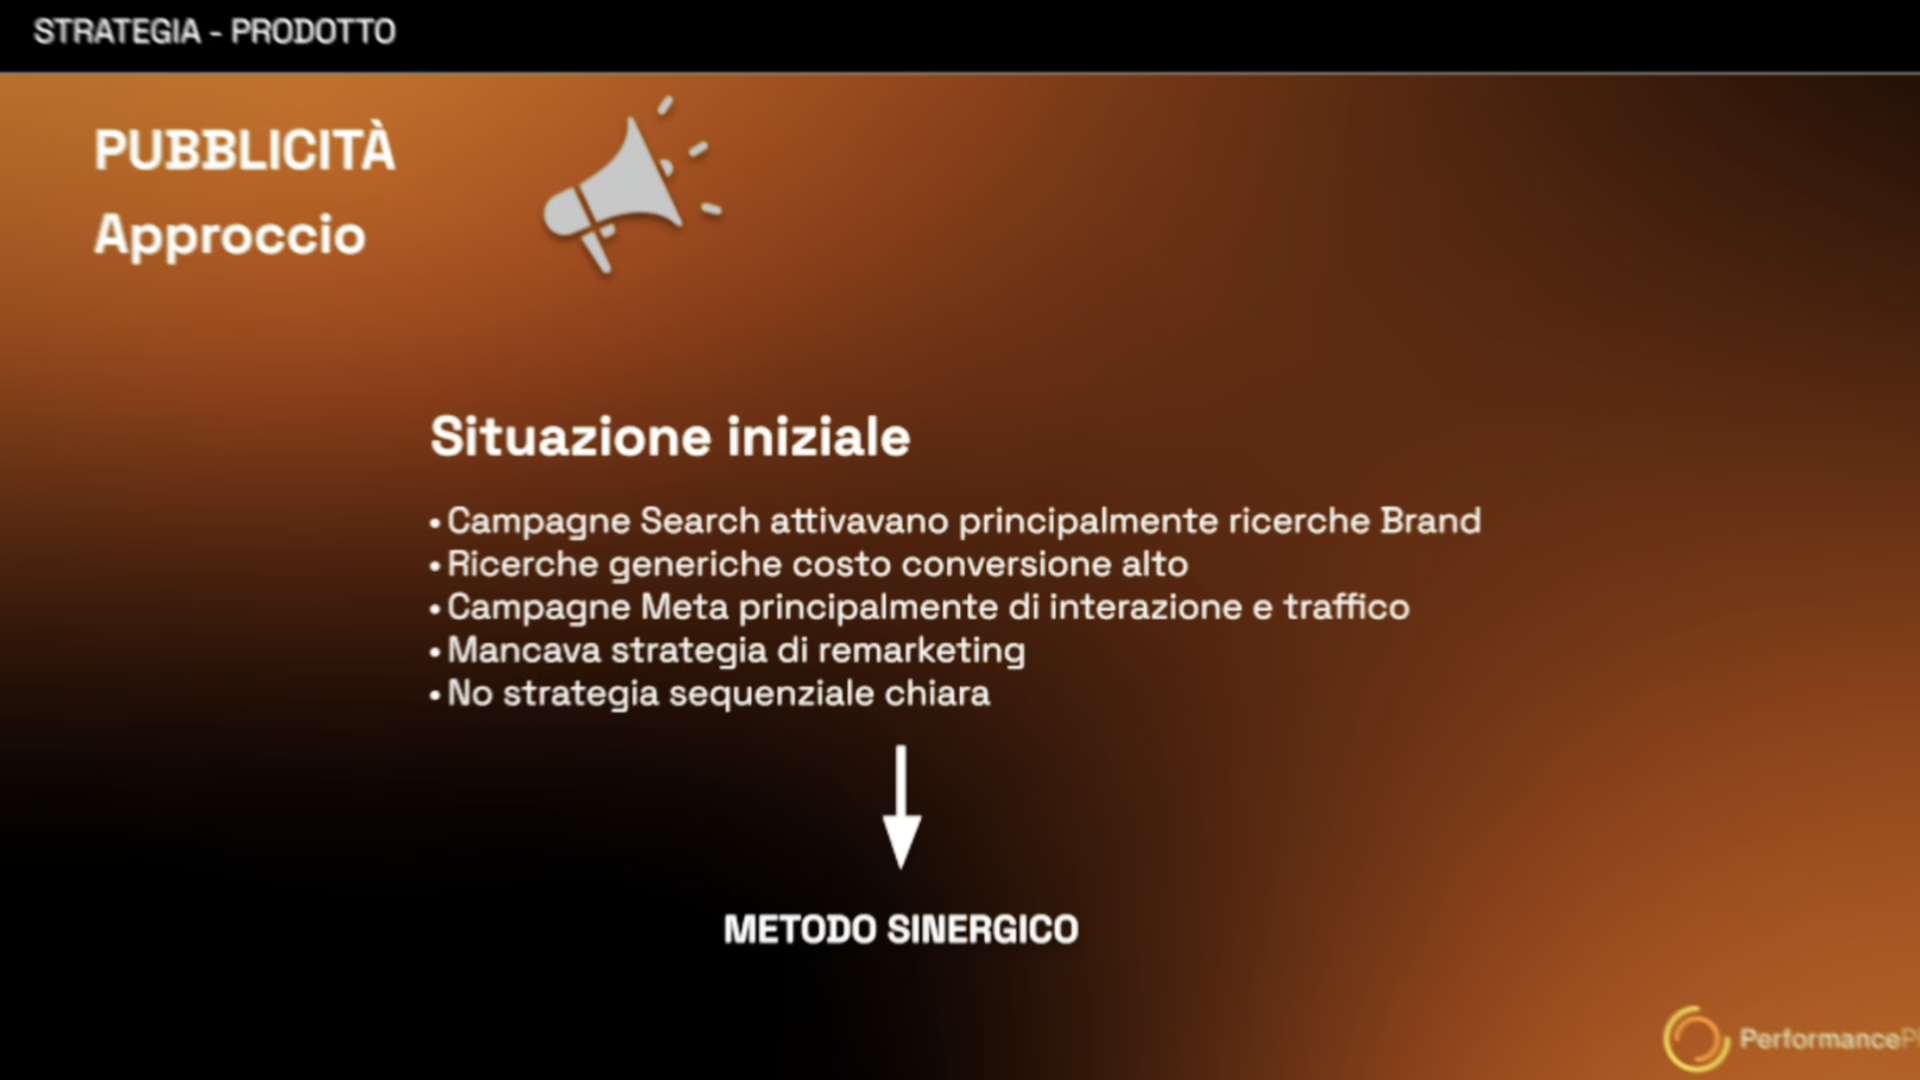 STRATEGIA - PRODOTTO
PUBBLICITÀ
Approccio
Situazione iniziale
• Campagne Search attivavano principalmente ricerche Brand
• Ricerche generiche costo conversione alto
• Campagne Meta principalmente di interazione e traffico
• Mancava strategia di remarketing
• No strategia sequenziale chiara
METODO SINERGICO
Performance